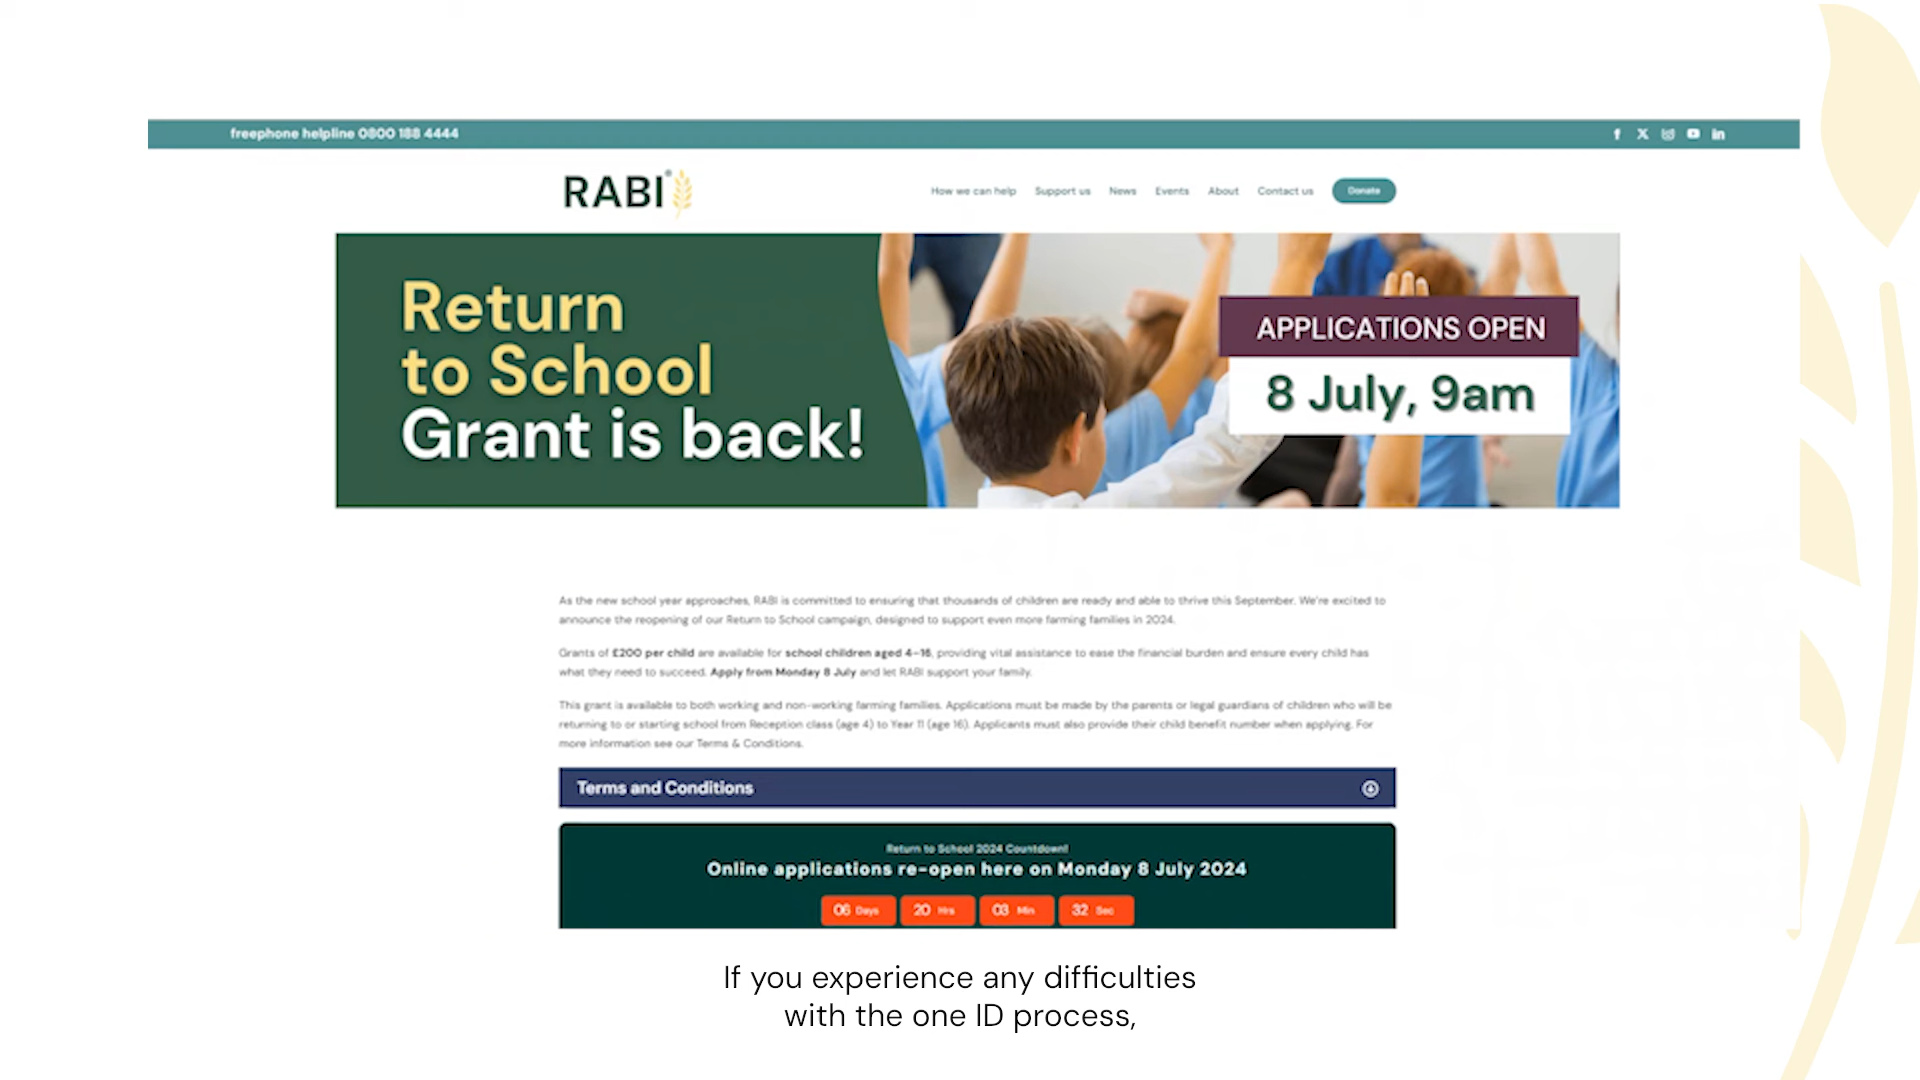 freephone helpline 0800 188 4444
RABI
How we can help Support us News Events About Contact us Donate
Return
to School
Grant is back!
APPLICATIONS OPEN
8 July, 9am
As the new school year approaches, RABI is committed to ensuring that thousands of children are ready and able to thrive this September. We're excited to
announce the reopening of our Return to School campaign, designed to support even more farming families in 2024.
Grants of £200 per child are available for school children aged 4–16, providing vital assistance to ease the financial burden and ensure every child has
what they need to succeed. Apply from Monday 8 July and let RABI support your family.
This grant is available to both working and non-working farming families. Applications must be made by the parents or legal guardians of children who will be
returning to or starting school from Reception class (age 4) to Year 11 (age 16). Applicants must also provide their child benefit number when applying. For
more information see our Terms & Conditions.
Terms and Conditions
Return to School 2024 Countdown!
Online applications re-open here on Monday 8 July 2024
06 Days 20 Hrs 03 Min 32 Sec
If you experience any difficulties
with the one ID process,